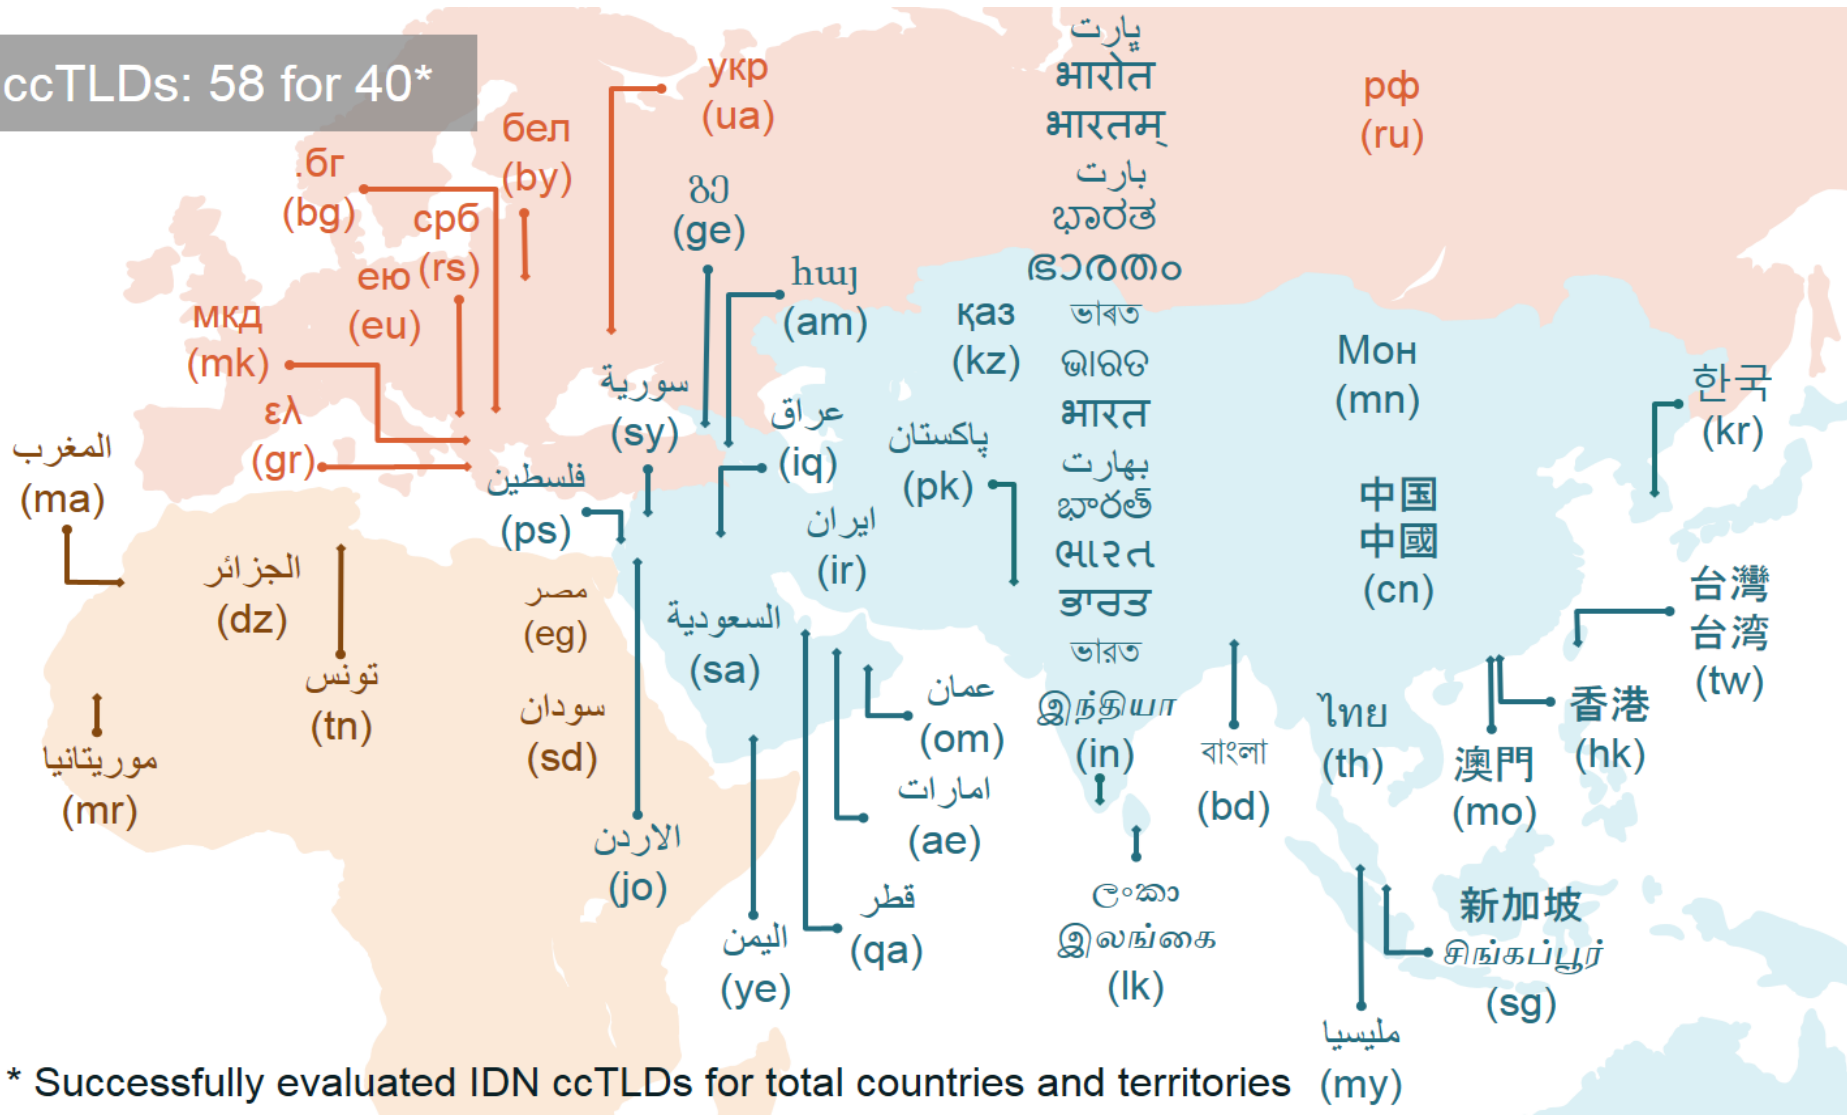 ccTLDs: 58 for 40*
укр
(ua)
бел
(by)
.бг
(bg)
срб
(rs)
ею
(eu)
мкд
(mk)
ελ
(gr)
рф
(ru)
გე
(ge)
հայ
(am)
қаз
(kz)
Мон
(mn)
한국
(kr)
سورية
(sy)
عراق
(iq)
پاکستان
(pk)
فلسطين
(ps)
ایران
(ir)
المغرب
(ma)
الجزائر
(dz)
تونس
(tn)
مصر
(eg)
سودان
(sd)
موريتانيا
(mr)
السعودية
(sa)
عمان
(om)
امارات
(ae)
قطر
(qa)
اليمن
(ye)
الاردن
(jo)
ڀارت
भारोत
भारतम्
بارت
ಭಾರತ
ഭാരതം
ভাৰত
ଭାରତ
भारत
بھارت
భారత్
ભારત
ਭਾਰਤ
ভারত
இந்தியா
(in)
বাংলা
(bd)
ලංකා
இலங்கை
(lk)
中国
中國
(cn)
台灣
台湾
(tw)
香港
(hk)
澳門
(mo)
ไทย
(th)
新加坡
சிங்கப்பூர்
(sg)
مليسيا
(my)
* Successfully evaluated IDN ccTLDs for total countries and territories